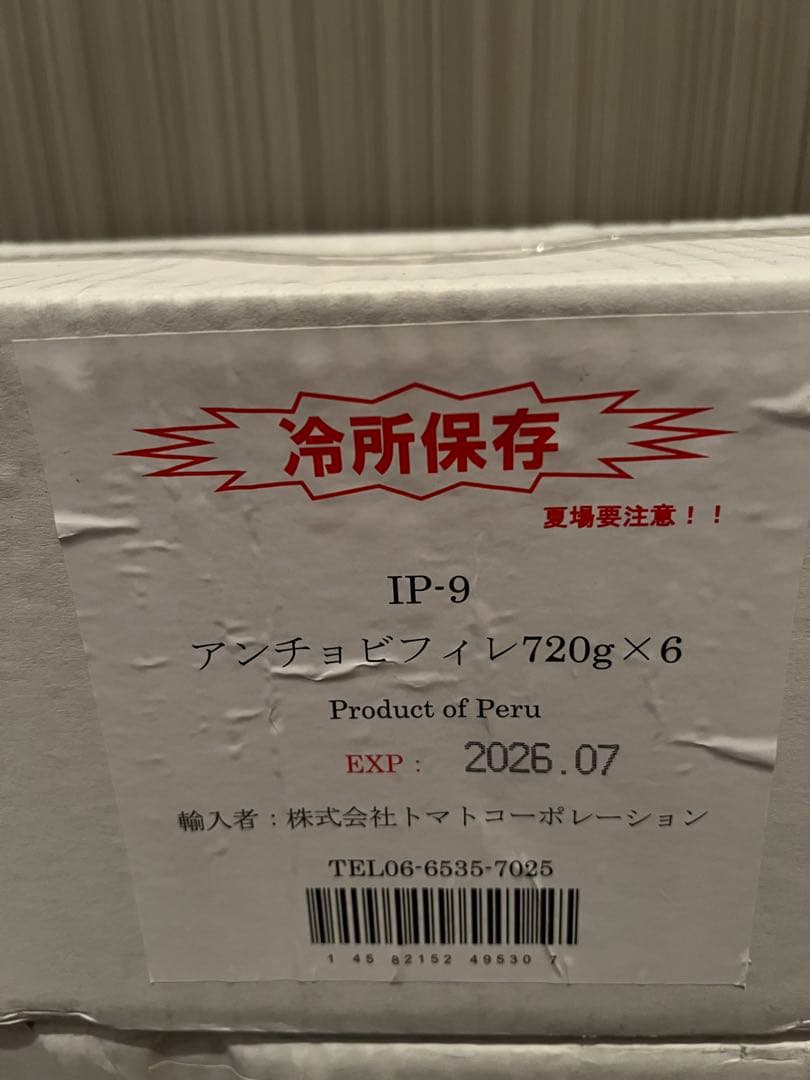 冷所保存
夏場要注意!!
IP-9
アンチョビフィレ720g×6
Product of Peru
EXP: 2026.07
輸入者:株式会社トマトコーポレーション
TEL06-6535-7025
1 45 82152 49530 7